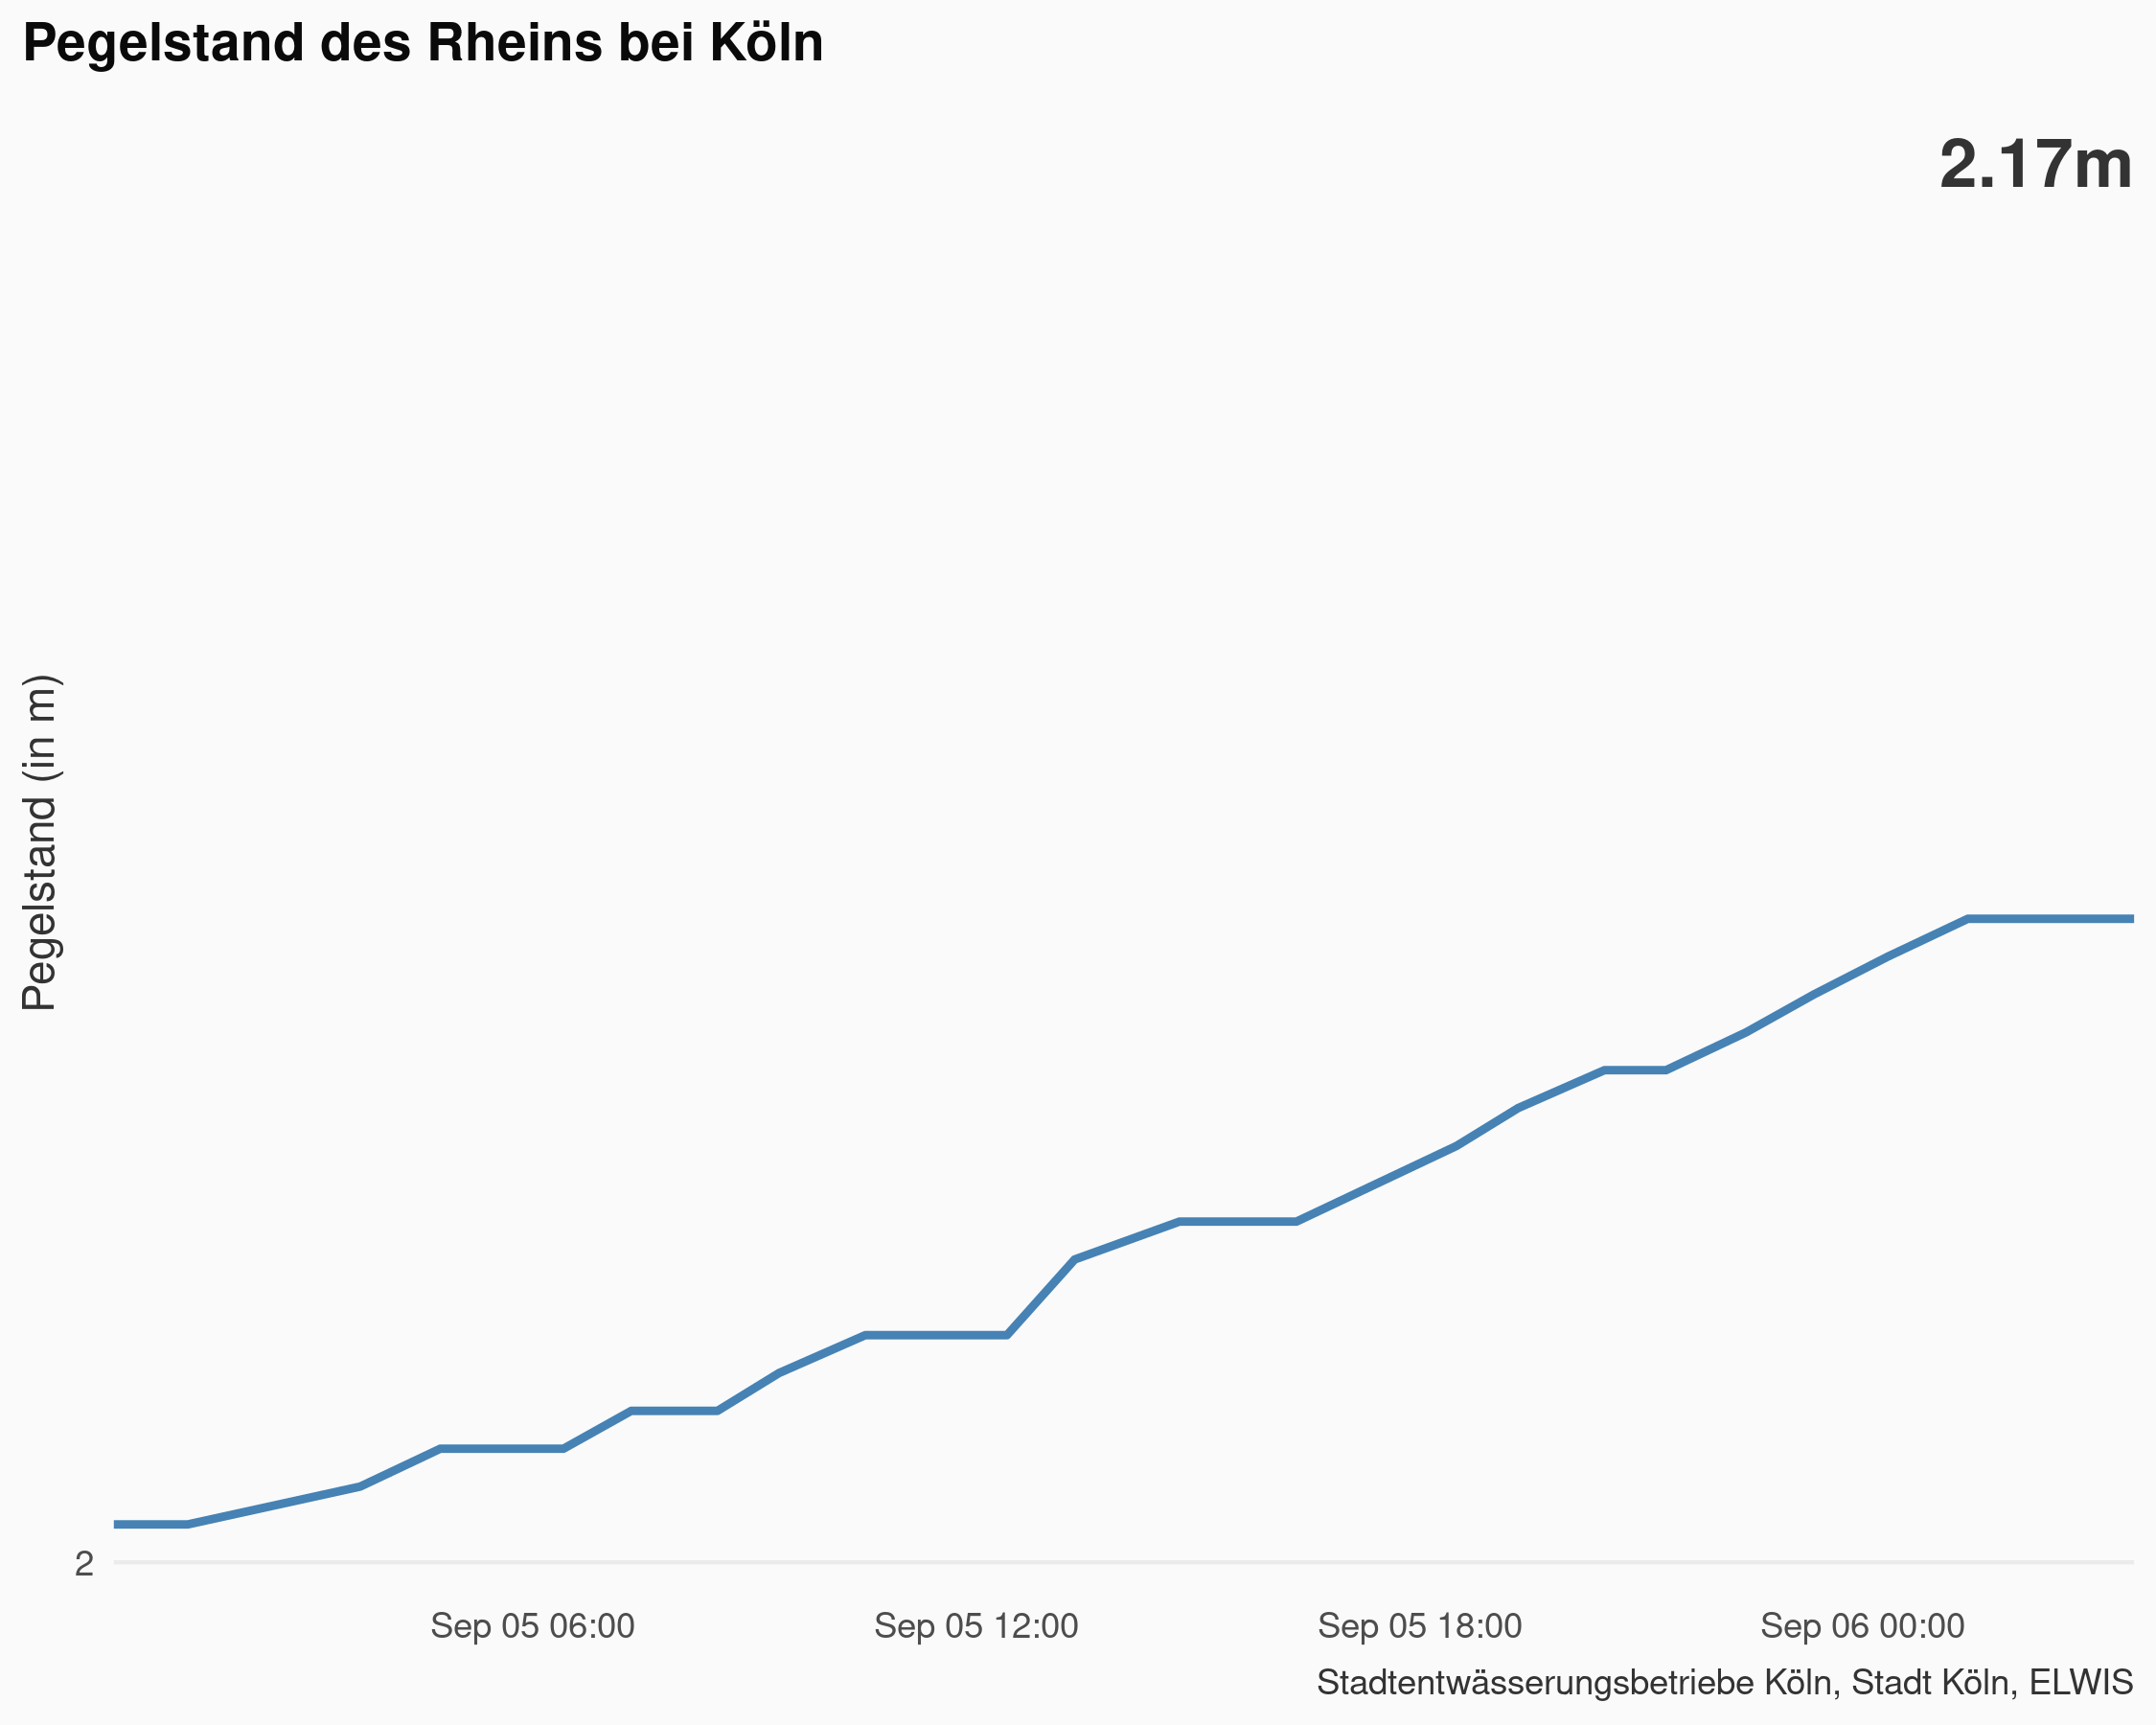 Pegelstand des Rheins bei Köln
2.17m
Pegelstand (in m)
2
Sep 05 06:00
Sep 05 12:00
Sep 05 18:00
Sep 06 00:00
Stadtentwässerungsbetriebe Köln, Stadt Köln, ELWIS